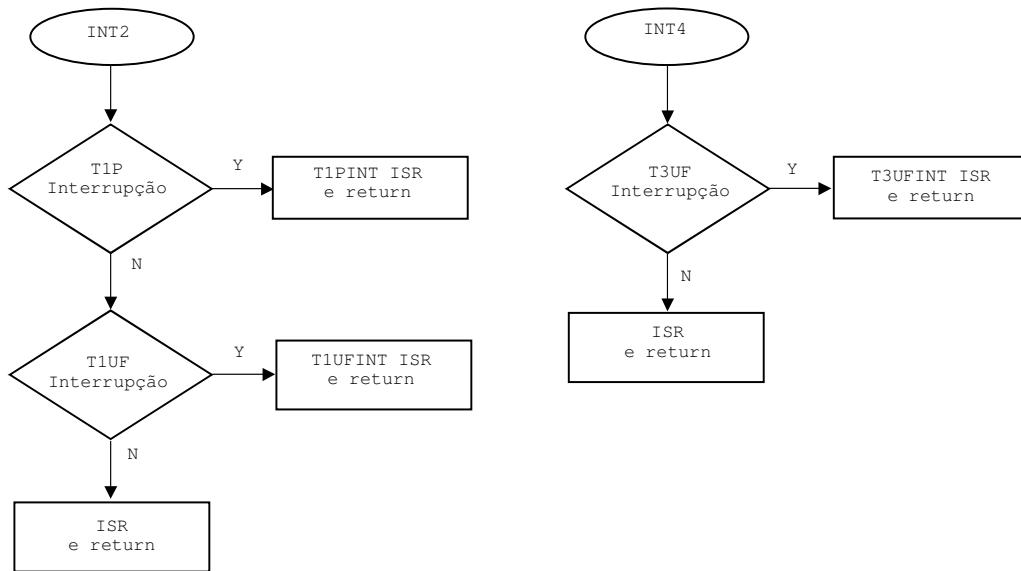 INT2
T1P
Interrupção
Y
T1PINT ISR
e return
N
T1UF
Interrupção
Y
T1UFINT ISR
e return
N
ISR
e return
INT4
T3UF
Interrupção
Y
T3UFINT ISR
e return
N
ISR
e return